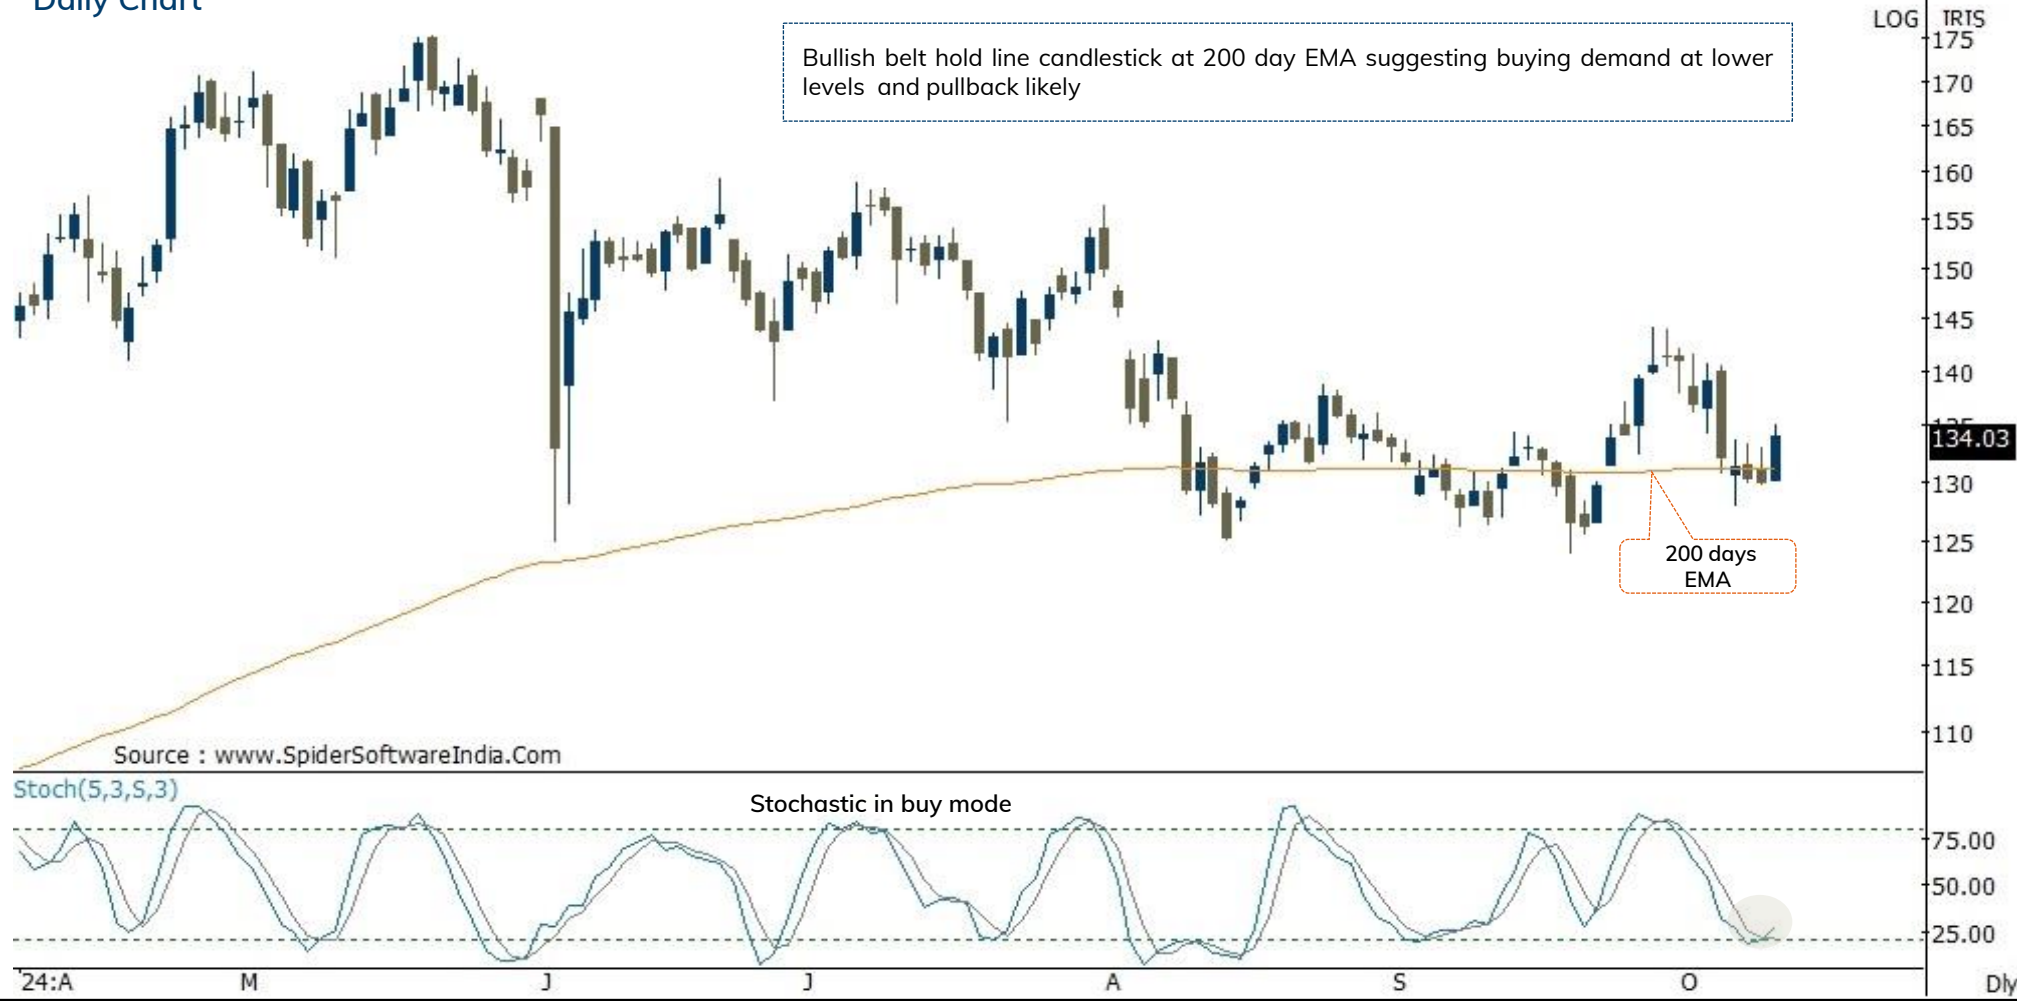 Daily Chart
LOG
IRIS
Bullish belt hold line candlestick at 200 day EMA suggesting buying demand at lower
levels and pullback likely
175
170
165
160
155
150
145
140
135
134.03
130
125
120
115
110
200 days
EMA
Source : www.SpiderSoftwareIndia.Com
Stoch(5,3,S,3)
Stochastic in buy mode
75.00
50.00
25.00
'24:A M J J A S O Dly